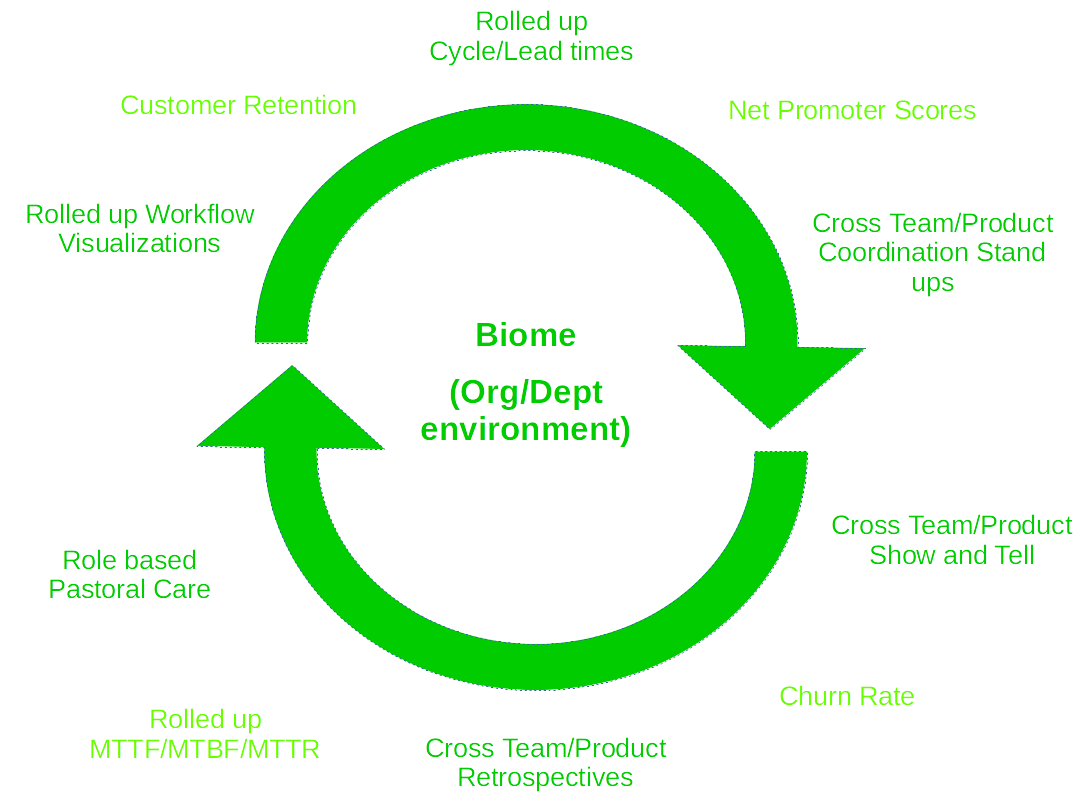 Rolled up
Cycle/Lead times
Customer Retention
Net Promoter Scores
Rolled up Workflow
Visualizations
Cross Team/Product
Coordination Stand
ups
Biome
(Org/Dept
environment)
Cross Team/Product
Show and Tell
Role based
Pastoral Care
Churn Rate
Rolled up
MTTF/MTBF/MTTR
Cross Team/Product
Retrospectives